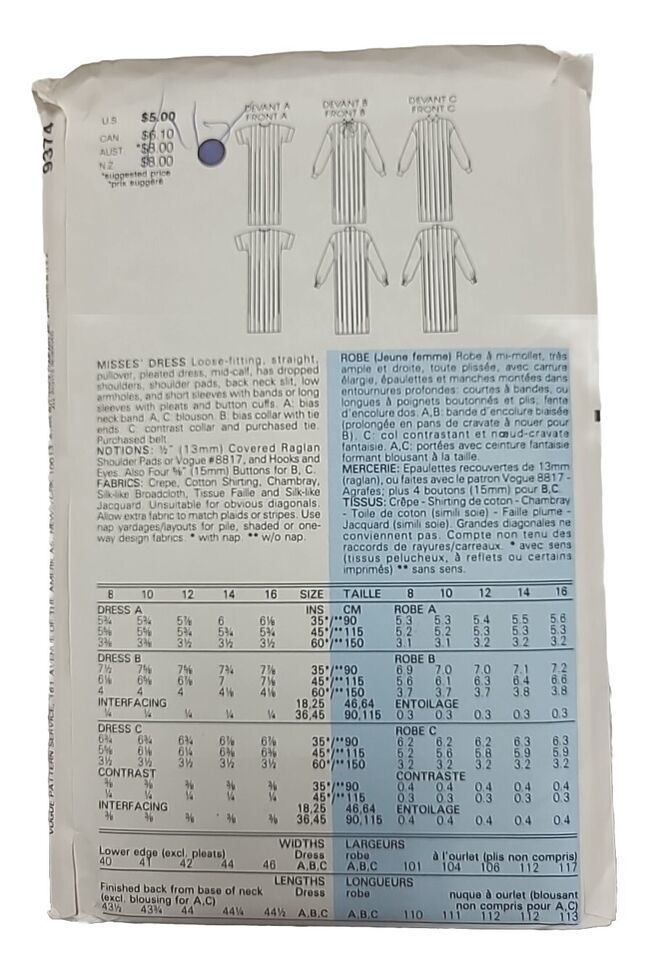 9374
U.S. $5.00
CAN $6.10
AUST *$8.00
N.Z. $8.00
*suggested price
*prix suggéré
DEVANT A
FRONT A
DEVANT B
FRONT B
DEVANT C
FRONT C
MISSES' DRESS Loose-fitting, straight,
pullover, pleated dress, mid-calf, has dropped
shoulders, shoulder pads, back neck slit, low
armholes, and short sleeves with bands or long
sleeves with pleats and button cuffs. A: bias
neck band. A, C: blouson. B: bias collar with tie
ends. C: contrast collar and purchased tie.
Purchased belt.
NOTIONS: ½" (13mm) Covered Raglan
Shoulder Pads or Vogue #8817, and Hooks and
Eyes. Also Four ⅝" (15mm) Buttons for B, C.
FABRICS: Crepe, Cotton Shirting, Chambray,
Silk-like Broadcloth, Tissue Faille and Silk-like
Jacquard. Unsuitable for obvious diagonals.
Allow extra fabric to match plaids or stripes. Use
nap yardages/layouts for pile, shaded or one-
way design fabrics. * with nap. ** w/o nap.
ROBE (Jeune femme) Robe à mi-mollet, très
ample et droite, toute plissée, avec carrure
élargie, épaulettes et manches montées dans
entournures profondes: courtes à bandes, ou
longues à poignets boutonnés et plis; fente
d'encolure dos. A,B: bande d'encolure biaisée
(prolongée en pans de cravate à nouer pour
B). C: col contrastant et nœud-cravate
fantaisie. A,C: portées avec ceinture fantaisie
formant blousant à la taille.
MERCERIE: Epaulettes recouvertes de 13mm
(raglan), ou faites avec le patron Vogue 8817 -
Agrafes; plus 4 boutons (15mm) pour B,C.
TISSUS: Crêpe - Shirting de coton - Chambray
- Toile de coton (simili soie) - Faille plume -
Jacquard (simili soie). Grandes diagonales ne
conviennent pas. Compte non tenu des
raccords de rayures/carreaux. * avec sens
(tissus pelucheux, à reflets ou certains
imprimés) ** sans sens.
8 10 12 14 16 SIZE TAILLE 8 10 12 14 16
DRESS A INS CM ROBE A
5¾ 5¾ 5⅞ 6 6⅛ 35*/**90 5.3 5.3 5.4 5.5 5.6
5⅝ 5⅝ 5¾ 5¾ 5¾ 45*/**115 5.2 5.2 5.3 5.3 5.3
3⅜ 3⅜ 3½ 3½ 3½ 60*/**150 3.1 3.1 3.2 3.2 3.2
DRESS B ROBE B
7½ 7⅝ 7⅝ 7¾ 7⅞ 35*/**90 6.9 7.0 7.0 7.1 7.2
6⅛ 6⅝ 6⅞ 7 7⅛ 45*/**115 5.6 6.1 6.3 6.4 6.6
4 4 4 4⅛ 4⅛ 60*/**150 3.7 3.7 3.7 3.8 3.8
INTERFACING 18,25 46,64 ENTOILAGE
¼ ¼ ¼ ¼ ¼ 36,45 90,115 0.3 0.3 0.3 0.3 0.3
DRESS C ROBE C
6¾ 6¾ 6¾ 6⅞ 6⅞ 35*/**90 6.2 6.2 6.2 6.3 6.3
5⅝ 6⅛ 6¼ 6⅜ 6⅜ 45*/**115 5.2 5.6 5.8 5.9 5.9
3½ 3½ 3½ 3½ 3½ 60*/**150 3.2 3.2 3.2 3.2 3.2
CONTRAST CONTRASTE
⅜ ⅜ ⅜ ⅜ ⅜ 35*/**90 0.4 0.4 0.4 0.4 0.4
¼ ¼ ¼ ¼ ¼ 45*/**115 0.3 0.3 0.3 0.3 0.3
INTERFACING 18,25 46,64 ENTOILAGE
⅜ ⅜ ⅜ ⅜ ⅜ 36,45 90,115 0.4 0.4 0.4 0.4 0.4
WIDTHS LARGEURS
Lower edge (excl. pleats) Dress robe à l'ourlet (plis non compris)
40 41 42 44 46 A,B,C A,B,C 101 104 106 112 117
LENGTHS LONGUEURS
Finished back from base of neck Dress robe nuque à ourlet (blousant
(excl. blousing for A,C) non compris pour A,C)
43½ 43¾ 44 44¼ 44½ A,B,C A,B,C 110 111 112 112 113